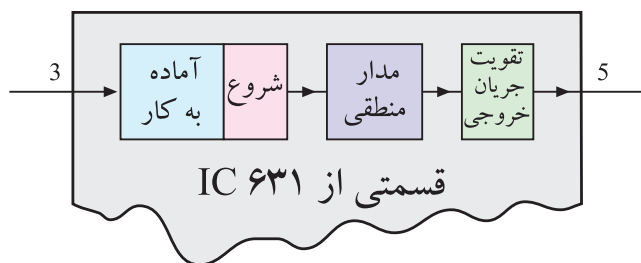 3
آماده
به کار
شروع
مدار
منطقی
تقویت
جریان
خروجی
5
قسمتی از IC ۶۳۱